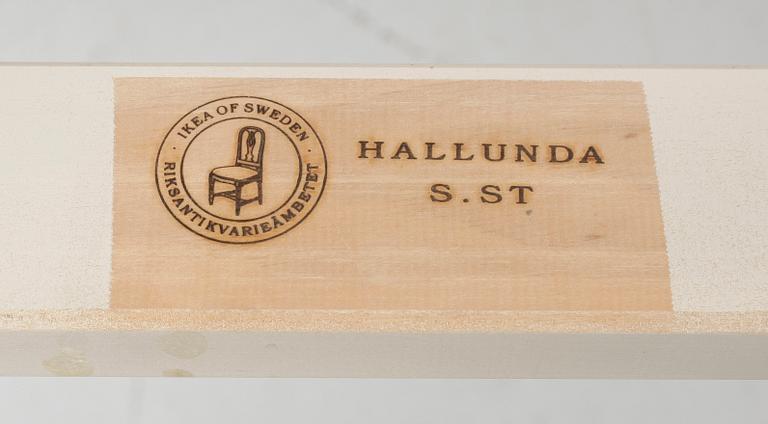 · IKEA OF SWEDEN ·
RIKSANTIKVARIEÄMBETET
HALLUNDA
S.ST